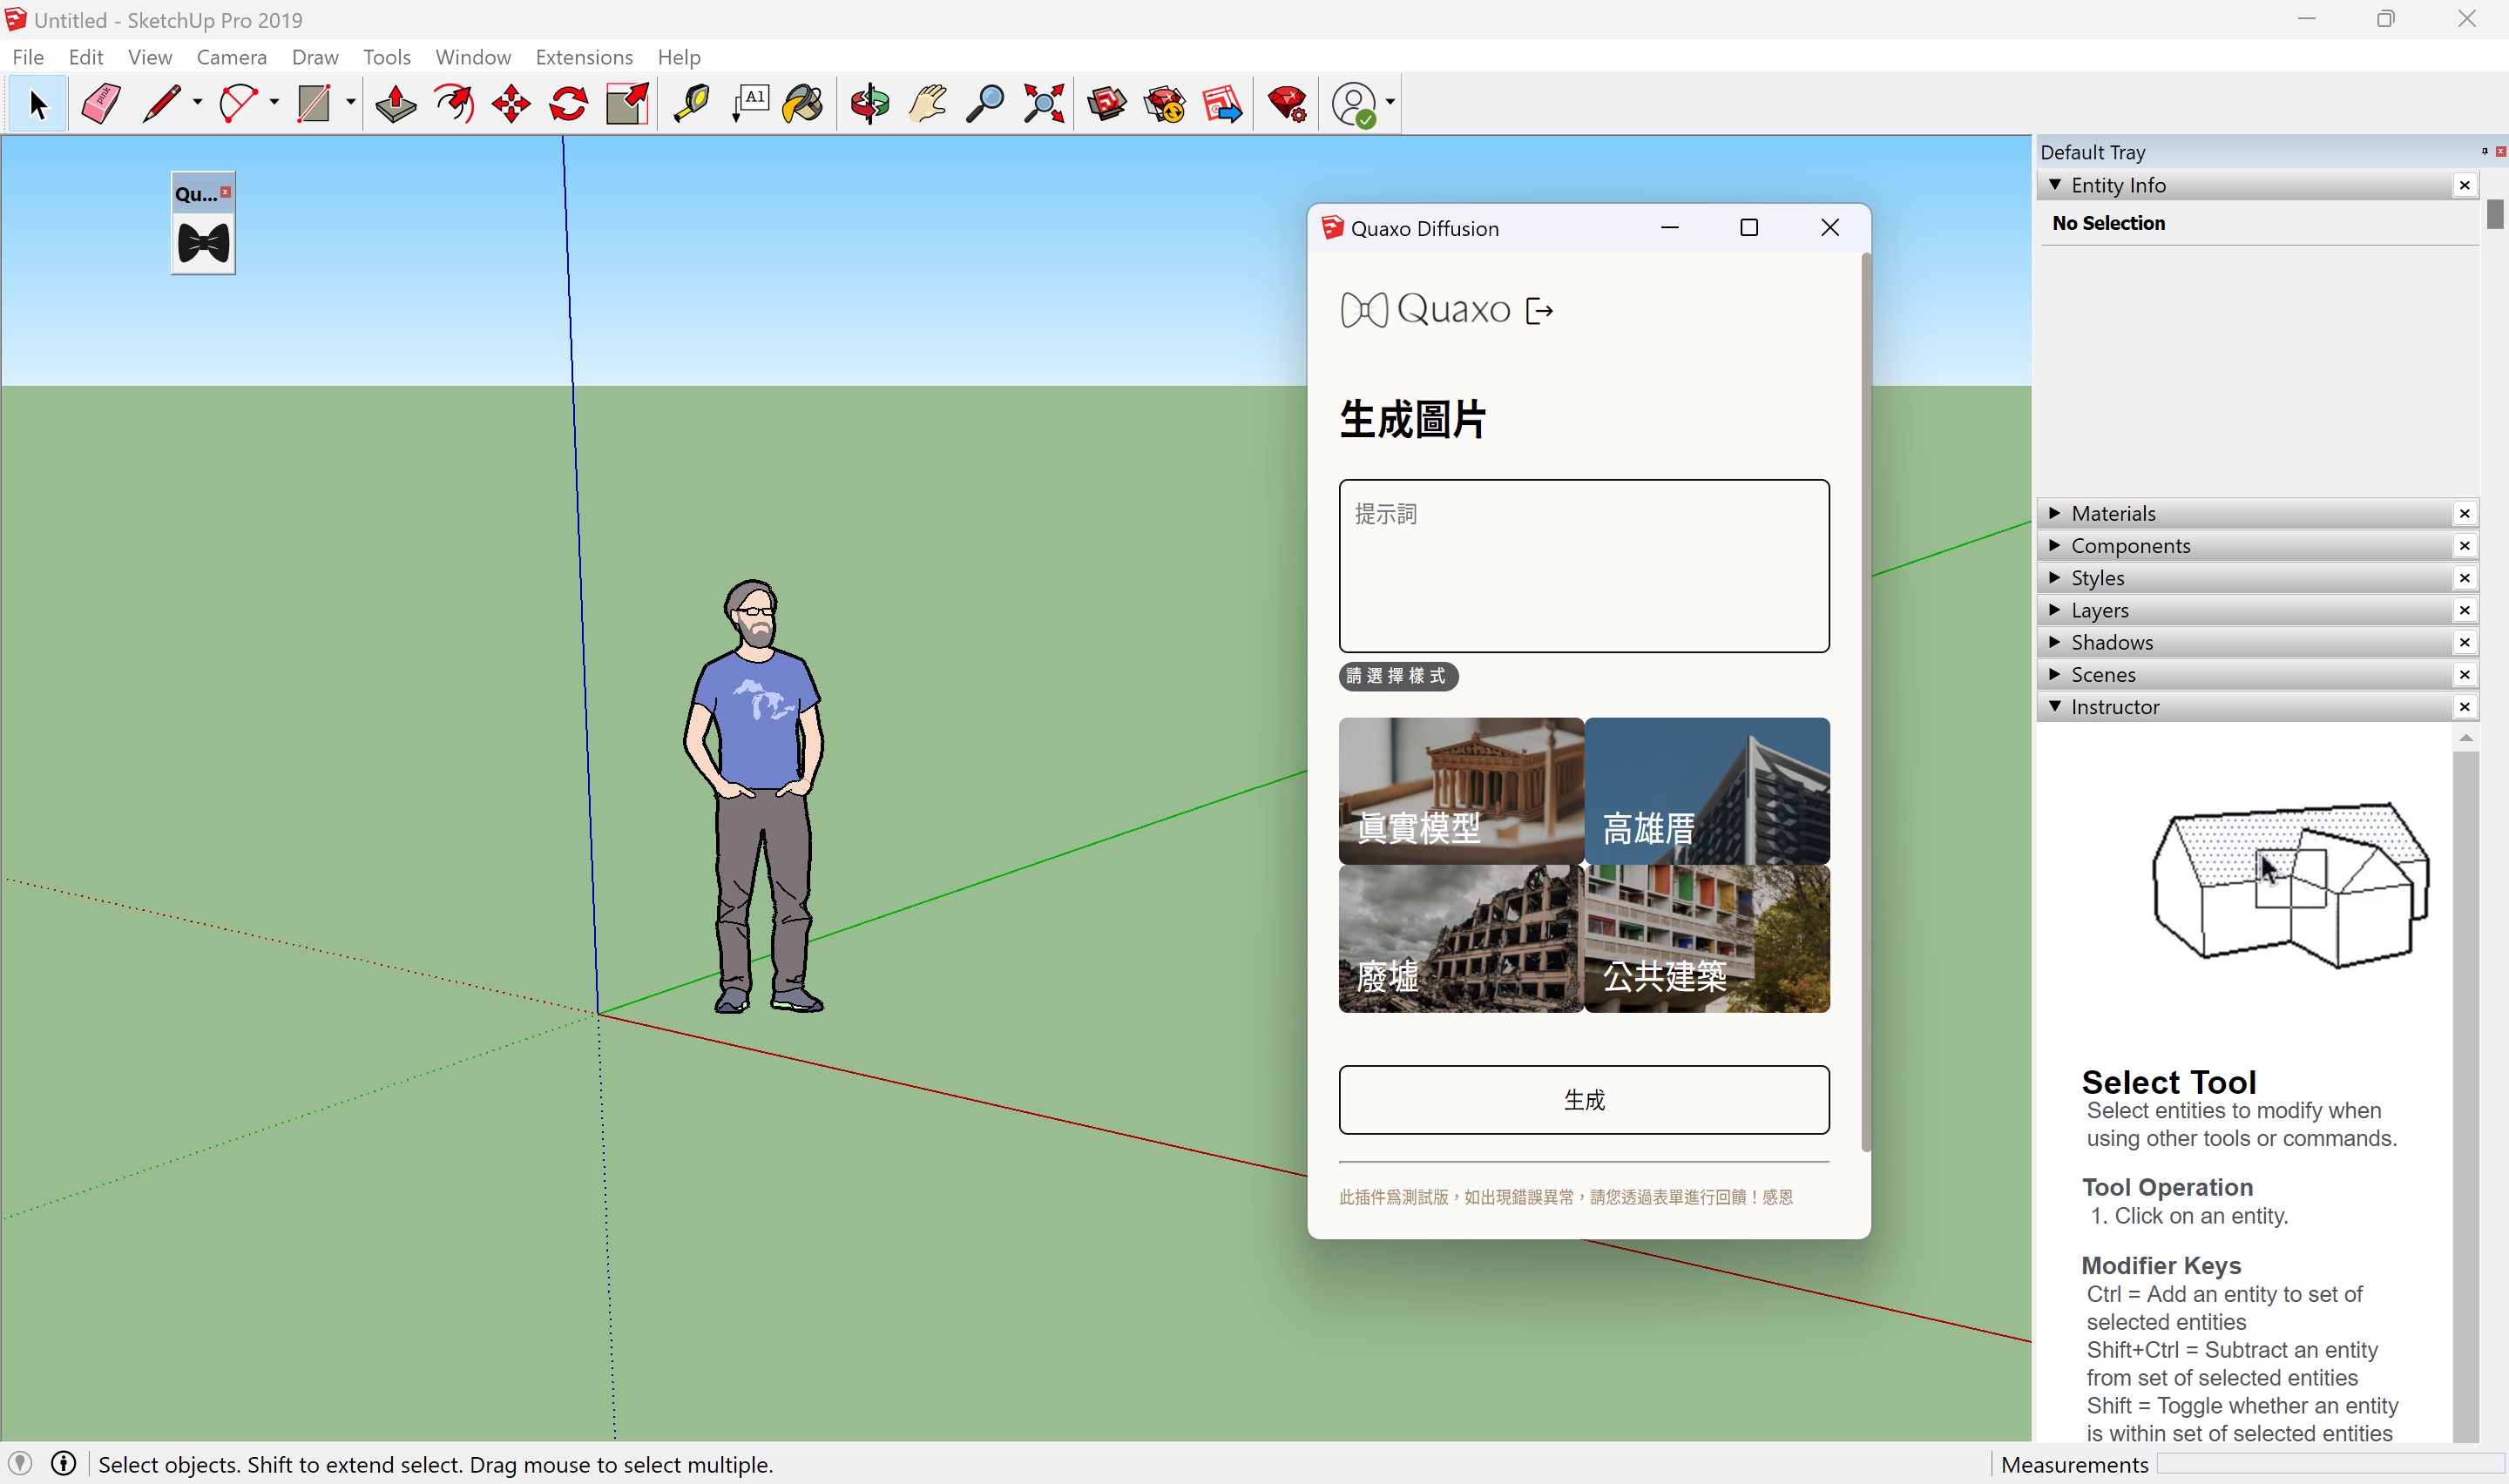 Untitled - SketchUp Pro 2019
File Edit View Camera Draw Tools Window Extensions Help
pink
A1
Qu...
Quaxo Diffusion
Quaxo
生成圖片
提示詞
請選擇樣式
真實模型
高雄厝
廢墟
公共建築
生成
此插件為測試版，如出現錯誤異常，請您透過表單進行回饋！感恩
Default Tray
Entity Info
No Selection
Materials
Components
Styles
Layers
Shadows
Scenes
Instructor
Select Tool
Select entities to modify when
using other tools or commands.
Tool Operation
1. Click on an entity.
Modifier Keys
Ctrl = Add an entity to set of
selected entities
Shift+Ctrl = Subtract an entity
from set of selected entities
Shift = Toggle whether an entity
is within set of selected entities
Select objects. Shift to extend select. Drag mouse to select multiple.
Measurements